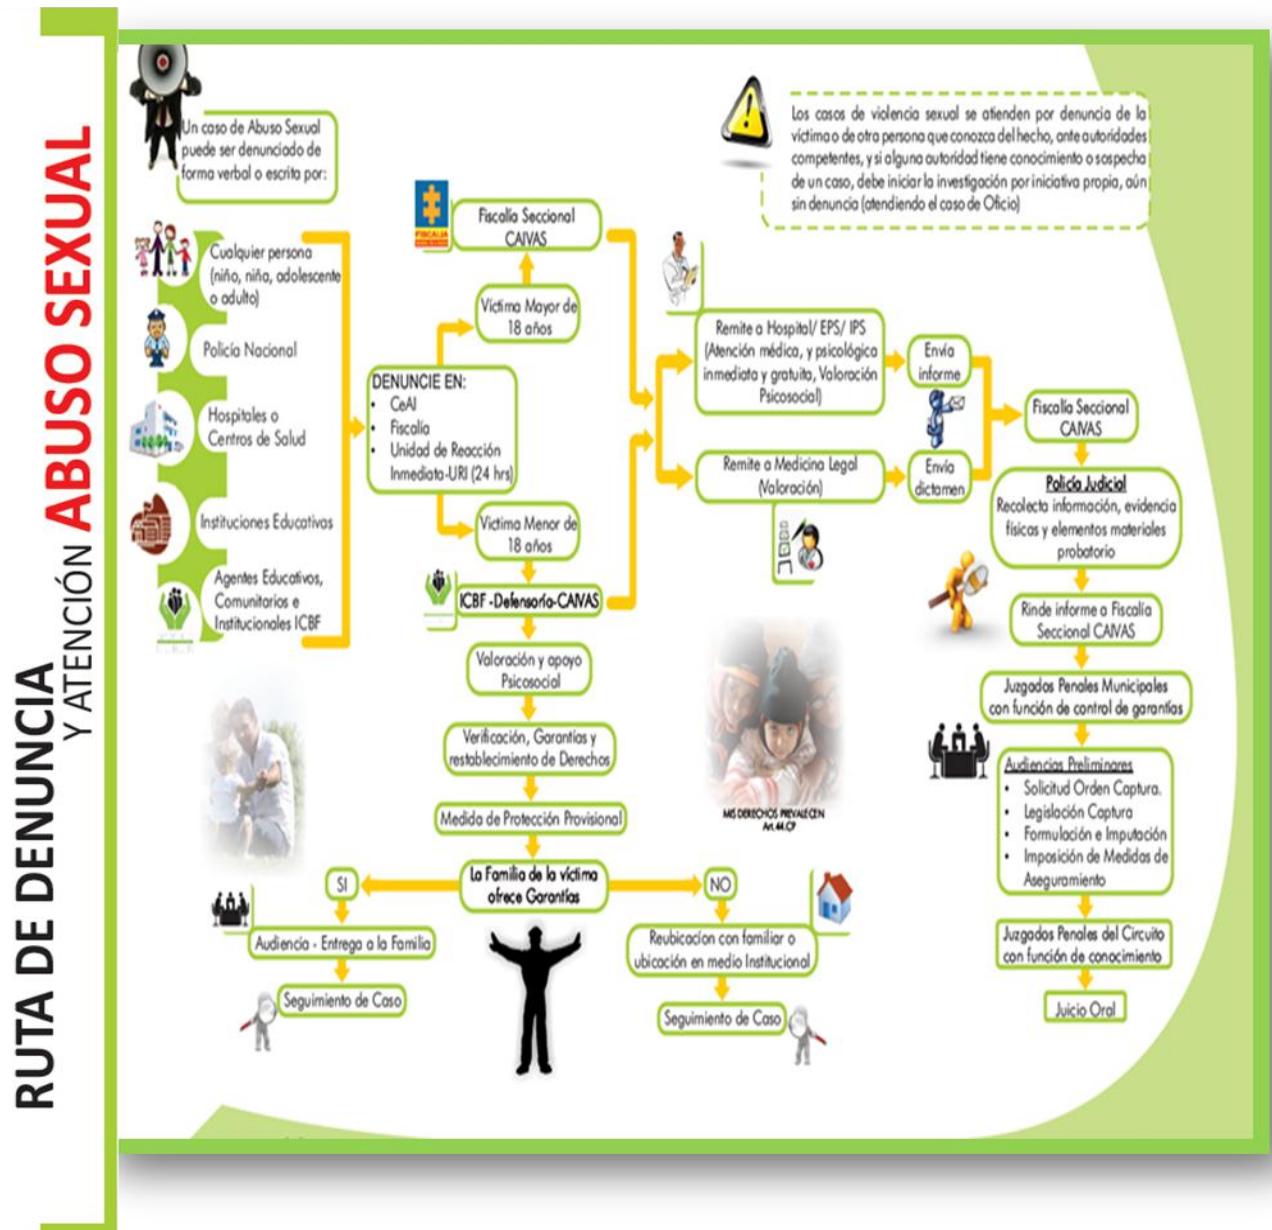 RUTA DE DENUNCIA
Y ATENCIÓN ABUSO SEXUAL
Un caso de Abuso Sexual
puede ser denunciado de
forma verbal o escrita por:
Cualquier persona
(niño, niña, adolescente
o adulto)
Policía Nacional
Hospitales o
Centros de Salud
Instituciones Educativas
Agentes Educativos,
Comunitarios e
Institucionales ICBF
DENUNCIE EN:
• CeAI
• Fiscalía
• Unidad de Reacción
Inmediata-URI (24 hrs)
FISCALIA
Fiscalía Seccional
CAIVAS
Víctima Mayor de
18 años
Víctima Menor de
18 años
ICBF -Defensoría-CAIVAS
Valoración y apoyo
Psicosocial
Verificación, Garantías y
restablecimiento de Derechos
Medida de Protección Provisional
La Familia de la víctima
ofrece Garantías
SI
Audiencia - Entrega a la Familia
Seguimiento de Caso
NO
Reubicacíon con familiar o
ubicación en medio Institucional
Seguimiento de Caso
Los casos de violencia sexual se atienden por denuncia de la
víctima o de otra persona que conozca del hecho, ante autoridades
competentes, y si alguna autoridad tiene conocimiento o sospecha
de un caso, debe iniciar la investigación por iniciativa propia, aún
sin denuncia (atendiendo el caso de Oficio)
Remite a Hospital/ EPS/ IPS
(Atención médica, y psicológica
inmediata y gratuita, Valoración
Psicosocial)
Envía
informe
Remite a Medicina Legal
(Valoración)
Envía
dictamen
MIS DERECHOS PREVALECEN
Art. 44. CP
Fiscalía Seccional
CAIVAS
Policía Judicial
Recolecta información, evidencia
físicas y elementos materiales
probatorio
Rinde informe a Fiscalía
Seccional CAIVAS
Juzgados Penales Municipales
con función de control de garantías
Audiencias Preliminares
• Solicitud Orden Captura.
• Legislación Captura
• Formulación e Imputación
• Imposición de Medidas de
Aseguramiento
Juzgados Penales del Circuito
con función de conocimiento
Juicio Oral